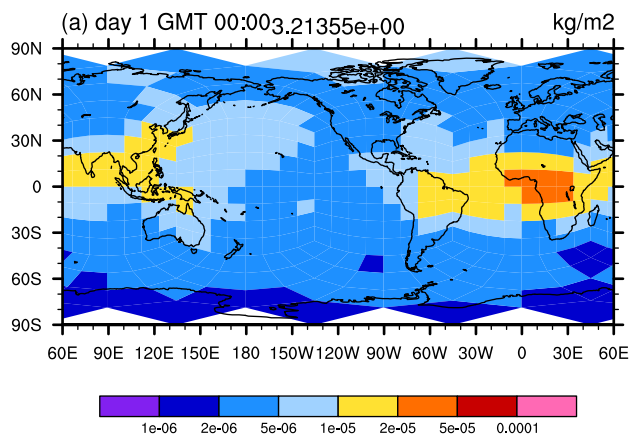 (a) day 1 GMT 00:00 3.21355e+00 kg/m2
90N
60N
30N
0
30S
60S
90S
60E 90E 120E 150E 180 150W 120W 90W 60W 30W 0 30E 60E
1e-06 2e-06 5e-06 1e-05 2e-05 5e-05 0.0001